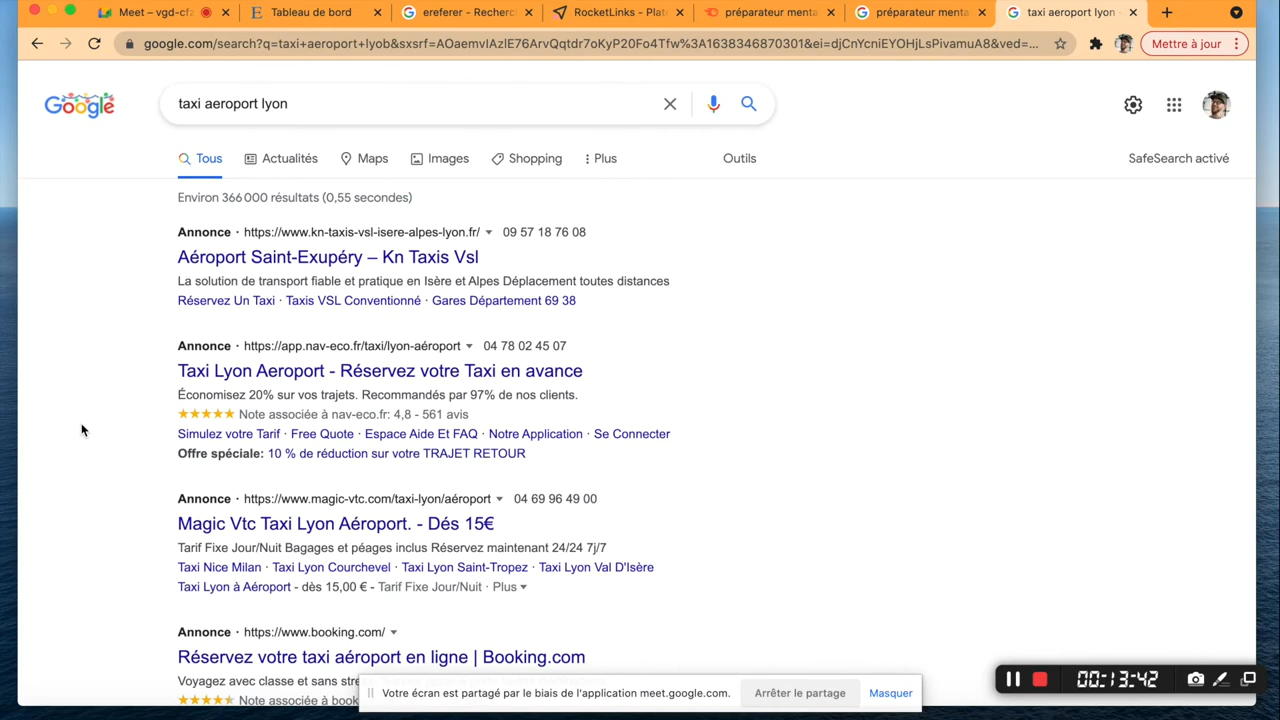 Meet – vgd-cfz
Tableau de bord
ereferer - Recherc
RocketLinks - Plate
préparateur menta
préparateur menta
taxi aeroport lyon
google.com/search?q=taxi+aeroport+lyob&sxsrf=AOaemvIAzlE76ArvQqtdr7oKyP20Fo4Tfw%3A1638346870301&ei=djCnYcniEYOHjLsPivamuA8&ved=...
Mettre à jour
Google
taxi aeroport lyon
Tous
Actualités
Maps
Images
Shopping
Plus
Outils
SafeSearch activé
Environ 366 000 résultats (0,55 secondes)
Annonce · https://www.kn-taxis-vsl-isere-alpes-lyon.fr/ 09 57 18 76 08
Aéroport Saint-Exupéry – Kn Taxis Vsl
La solution de transport fiable et pratique en Isère et Alpes Déplacement toutes distances
Réservez Un Taxi · Taxis VSL Conventionné · Gares Département 69 38
Annonce · https://app.nav-eco.fr/taxi/lyon-aéroport 04 78 02 45 07
Taxi Lyon Aeroport - Réservez votre Taxi en avance
Économisez 20% sur vos trajets. Recommandés par 97% de nos clients.
Note associée à nav-eco.fr: 4,8 - 561 avis
Simulez votre Tarif · Free Quote · Espace Aide Et FAQ · Notre Application · Se Connecter
Offre spéciale: 10 % de réduction sur votre TRAJET RETOUR
Annonce · https://www.magic-vtc.com/taxi-lyon/aéroport 04 69 96 49 00
Magic Vtc Taxi Lyon Aéroport. - Dés 15€
Tarif Fixe Jour/Nuit Bagages et péages inclus Réservez maintenant 24/24 7j/7
Taxi Nice Milan · Taxi Lyon Courchevel · Taxi Lyon Saint-Tropez · Taxi Lyon Val D'Isère
Taxi Lyon à Aéroport - dès 15,00 € - Tarif Fixe Jour/Nuit · Plus
Annonce · https://www.booking.com/
Réservez votre taxi aéroport en ligne | Booking.com
Voyagez avec classe et sans stre
Note associée à book
Votre écran est partagé par le biais de l'application meet.google.com.
Arrêter le partage
Masquer
00:13:42